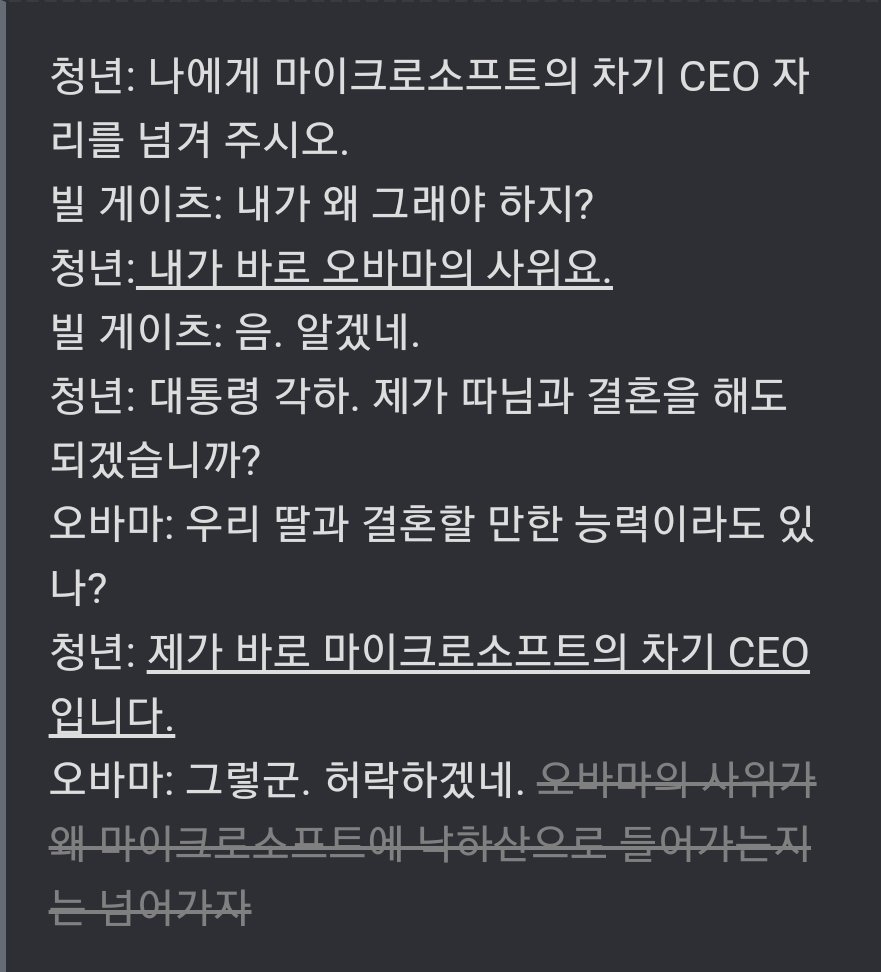 청년: 나에게 마이크로소프트의 차기 CEO 자
리를 넘겨 주시오.
빌 게이츠: 내가 왜 그래야 하지?
청년: 내가 바로 오바마의 사위요.
빌 게이츠: 음. 알겠네.
청년: 대통령 각하. 제가 따님과 결혼을 해도
되겠습니까?
오바마: 우리 딸과 결혼할 만한 능력이라도 있
나?
청년: 제가 바로 마이크로소프트의 차기 CEO
입니다.
오바마: 그렇군. 허락하겠네. 오바마의 사위가
왜 마이크로소프트에 낙하산으로 들어가는지
는 넘어가자